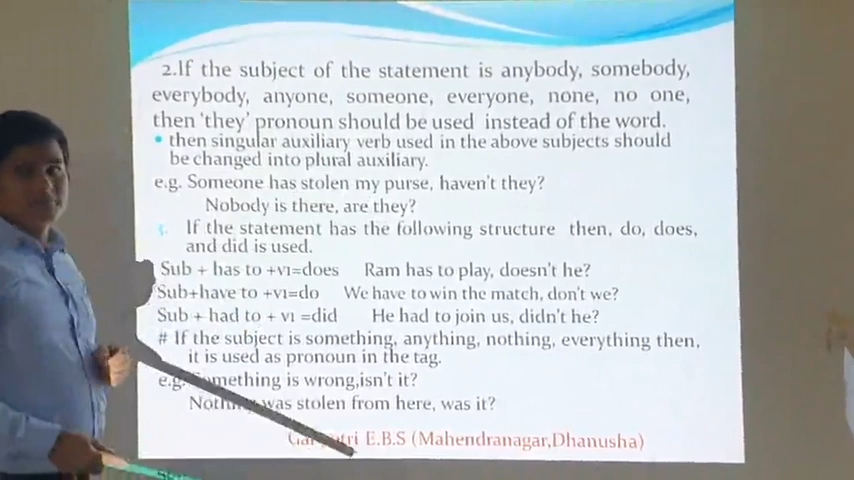 2.If the subject of the statement is anybody, somebody,
everybody, anyone, someone, everyone, none, no one,
then 'they' pronoun should be used instead of the word.
• then singular auxiliary verb used in the above subjects should
be changed into plural auxiliary.
e.g. Someone has stolen my purse, haven't they?
Nobody is there, are they?
If the statement has the following structure then, do, does,
and did is used.
Sub + has to +v1=does Ram has to play, doesn't he?
Sub+have to +v1=do We have to win the match, don't we?
Sub + had to + v1 =did He had to join us, didn't he?
# If the subject is something, anything, nothing, everything then,
it is used as pronoun in the tag.
e.g. Something is wrong,isn't it?
Nothing was stolen from here, was it?
E.B.S (Mahendranagar,Dhanusha)